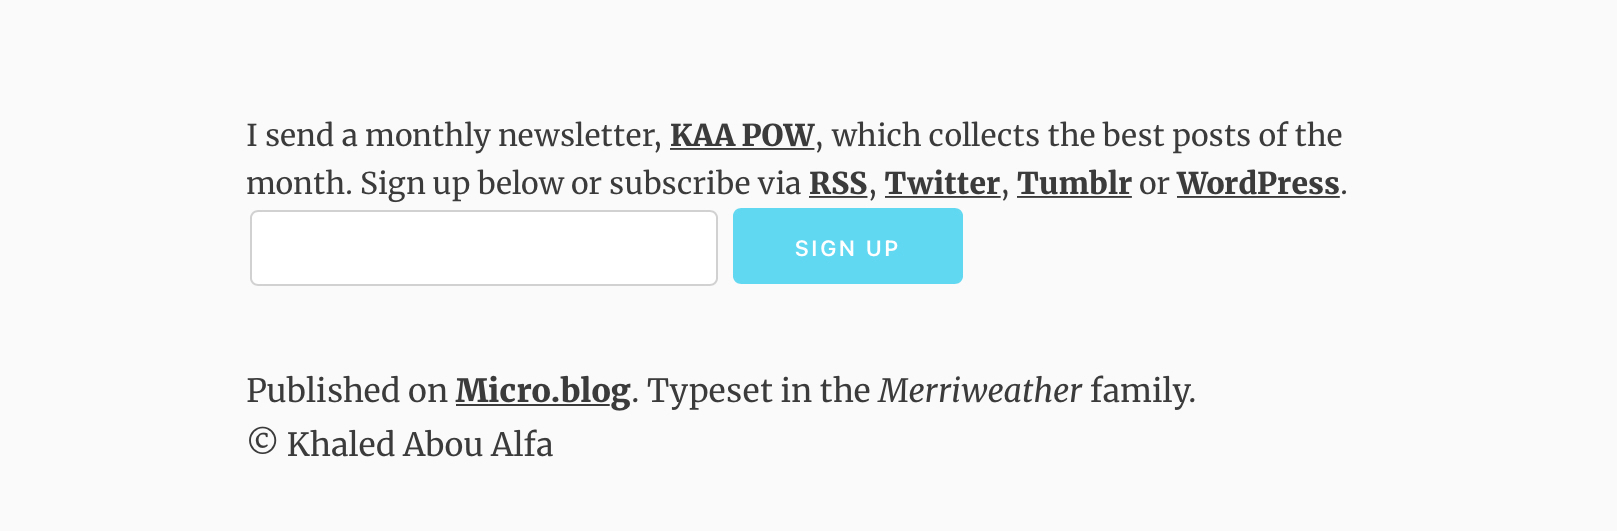 I send a monthly newsletter, KAA POW, which collects the best posts of the
month. Sign up below or subscribe via RSS, Twitter, Tumblr or WordPress.
SIGN UP
Published on Micro.blog. Typeset in the Merriweather family.
© Khaled Abou Alfa